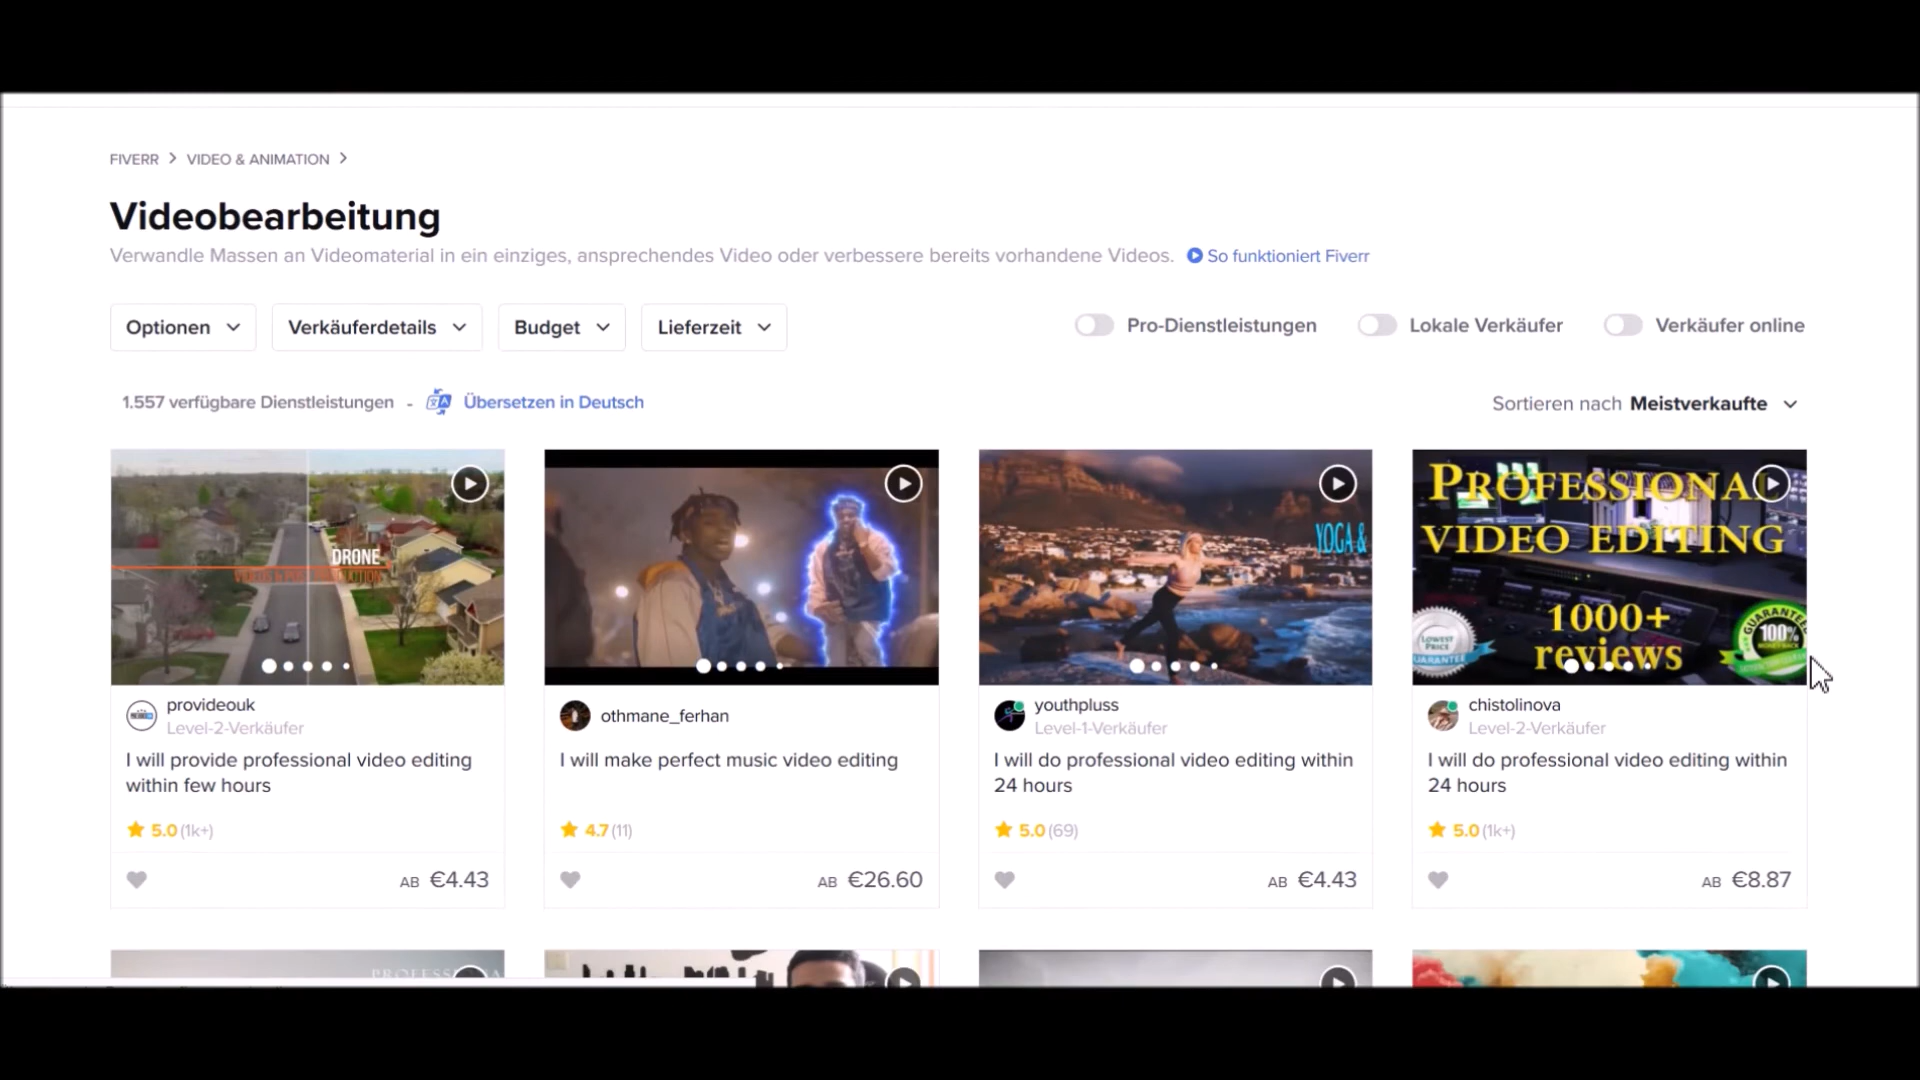 FIVERR > VIDEO & ANIMATION >
Videobearbeitung
Verwandle Massen an Videomaterial in ein einziges, ansprechendes Video oder verbessere bereits vorhandene Videos. So funktioniert Fiverr
Optionen Verkäuferdetails Budget Lieferzeit Pro-Dienstleistungen Lokale Verkäufer Verkäufer online
1.557 verfügbare Dienstleistungen - Übersetzen in Deutsch Sortieren nach Meistverkaufte
DRONE
YOGA &
PROFESSIONAL
VIDEO EDITING
1000+
reviews
LOWEST
PRICE
GUARANTEE
100%
provideouk
Level-2-Verkäufer
I will provide professional video editing
within few hours
5.0 (1k+)
AB €4.43
othmane_ferhan
I will make perfect music video editing
4.7 (11)
AB €26.60
youthpluss
Level-1-Verkäufer
I will do professional video editing within
24 hours
5.0 (69)
AB €4.43
chistolinova
Level-2-Verkäufer
I will do professional video editing within
24 hours
5.0 (1k+)
AB €8.87